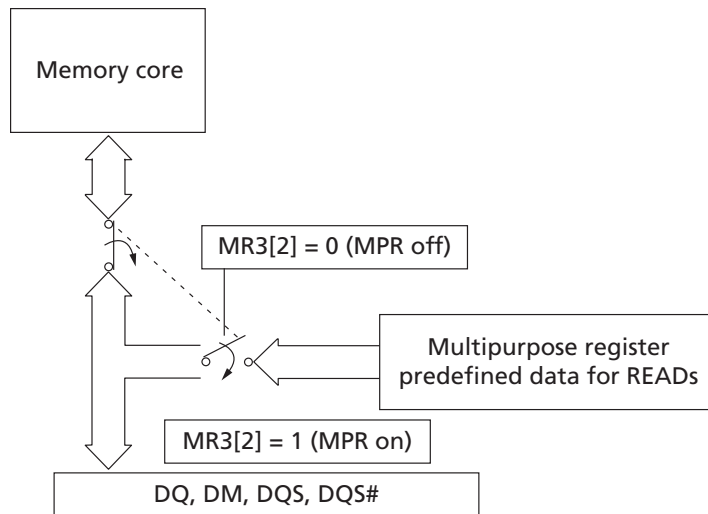 Memory core
MR3[2] = 0 (MPR off)
Multipurpose register
predefined data for READs
MR3[2] = 1 (MPR on)
DQ, DM, DQS, DQS#